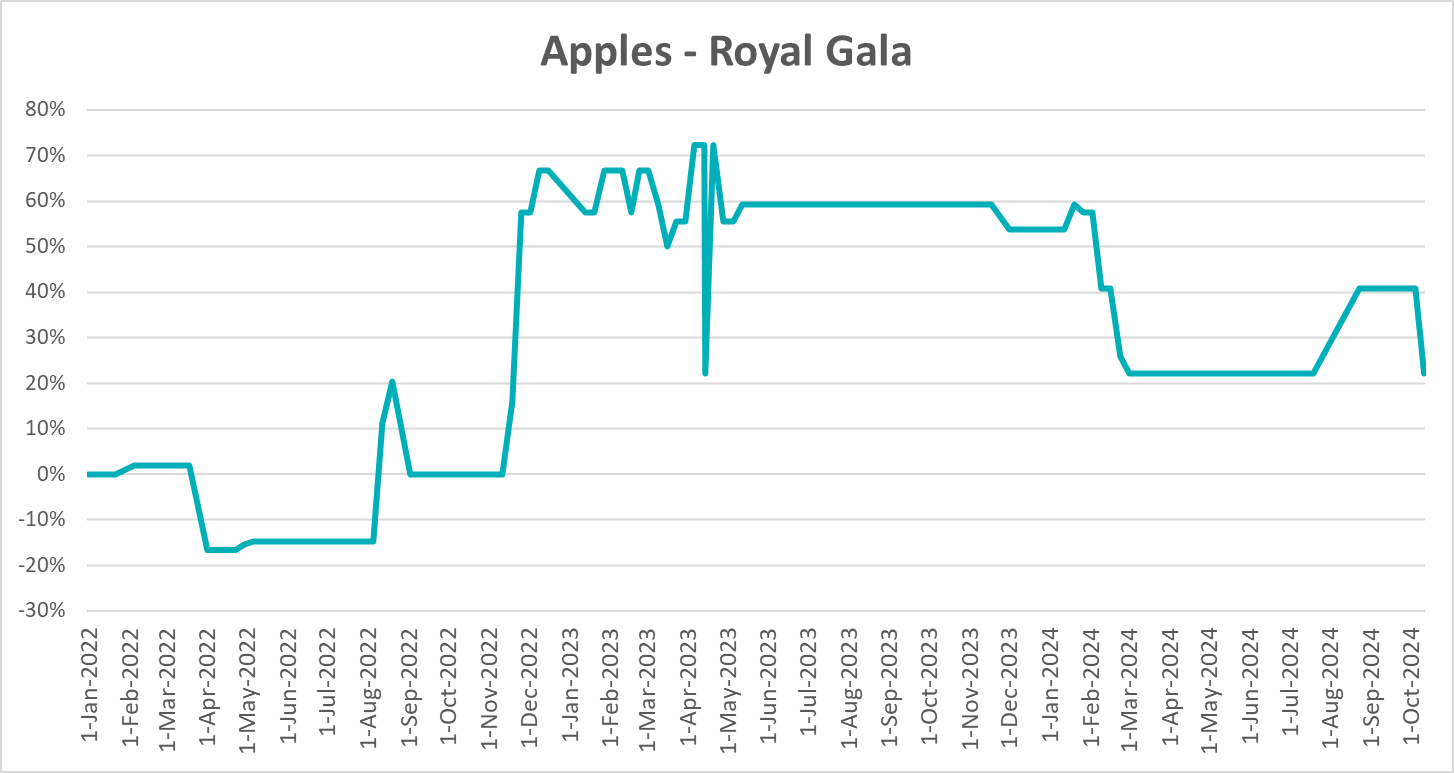 Apples - Royal Gala
80%
70%
60%
50%
40%
30%
20%
10%
0%
-10%
-20%
-30%
1-Jan-2022
1-Feb-2022
1-Mar-2022
1-Apr-2022
1-May-2022
1-Jun-2022
1-Jul-2022
1-Aug-2022
1-Sep-2022
1-Oct-2022
1-Nov-2022
1-Dec-2022
1-Jan-2023
1-Feb-2023
1-Mar-2023
1-Apr-2023
1-May-2023
1-Jun-2023
1-Jul-2023
1-Aug-2023
1-Sep-2023
1-Oct-2023
1-Nov-2023
1-Dec-2023
1-Jan-2024
1-Feb-2024
1-Mar-2024
1-Apr-2024
1-May-2024
1-Jun-2024
1-Jul-2024
1-Aug-2024
1-Sep-2024
1-Oct-2024